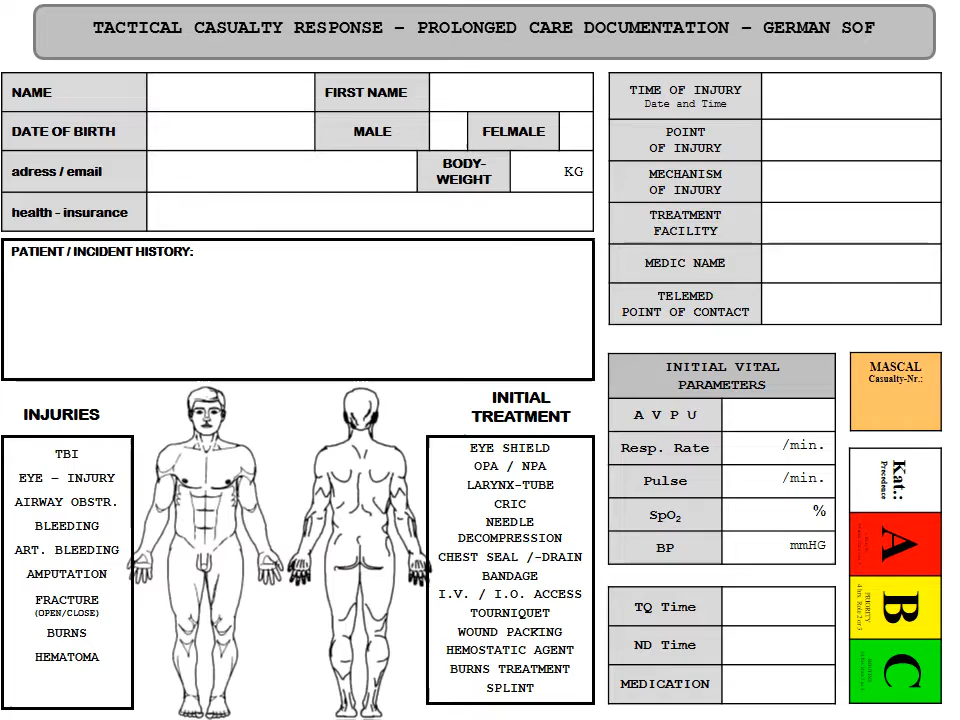 TACTICAL CASUALTY RESPONSE – PROLONGED CARE DOCUMENTATION – GERMAN SOF
NAME
FIRST NAME
DATE OF BIRTH
MALE
FELMALE
adress / email
BODY-
WEIGHT
KG
health - insurance
PATIENT / INCIDENT HISTORY:
TIME OF INJURY
Date and Time
POINT
OF INJURY
MECHANISM
OF INJURY
TREATMENT
FACILITY
MEDIC NAME
TELEMED
POINT OF CONTACT
INJURIES
TBI
EYE – INJURY
AIRWAY OBSTR.
BLEEDING
ART. BLEEDING
AMPUTATION
FRACTURE
(OPEN/CLOSE)
BURNS
HEMATOMA
INITIAL
TREATMENT
EYE SHIELD
OPA / NPA
LARYNX-TUBE
CRIC
NEEDLE
DECOMPRESSION
CHEST SEAL /-DRAIN
BANDAGE
I.V. / I.O. ACCESS
TOURNIQUET
WOUND PACKING
HEMOSTATIC AGENT
BURNS TREATMENT
SPLINT
INITIAL VITAL
PARAMETERS
A V P U
Resp. Rate
/min.
Pulse
/min.
SpO2
%
BP
mmHG
TQ Time
ND Time
MEDICATION
MASCAL
Casualty-Nr.:
Kat.:
Precedence
A
B
PRIORITY
C